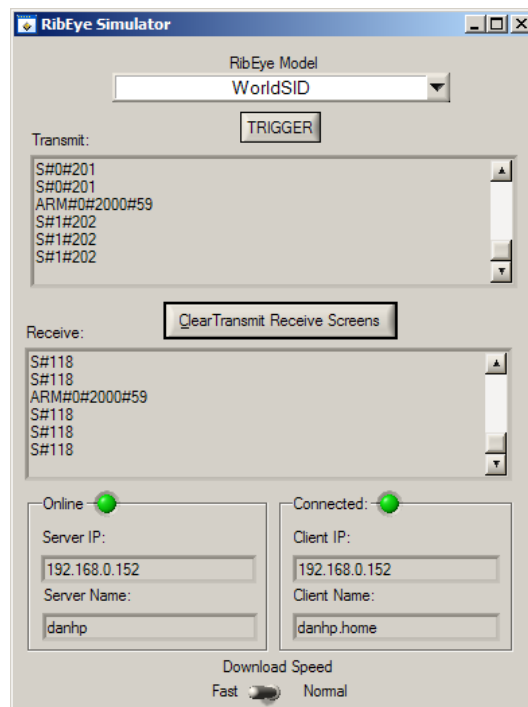 RibEye Simulator
RibEye Model
WorldSID
TRIGGER
Transmit:
S#0#201
S#0#201
ARM#0#2000#59
S#1#202
S#1#202
S#1#202
ClearTransmit Receive Screens
Receive:
S#118
S#118
ARM#0#2000#59
S#118
S#118
S#118
Online
Server IP:
192.168.0.152
Server Name:
danhp
Connected:
Client IP:
192.168.0.152
Client Name:
danhp.home
Download Speed
Fast Normal